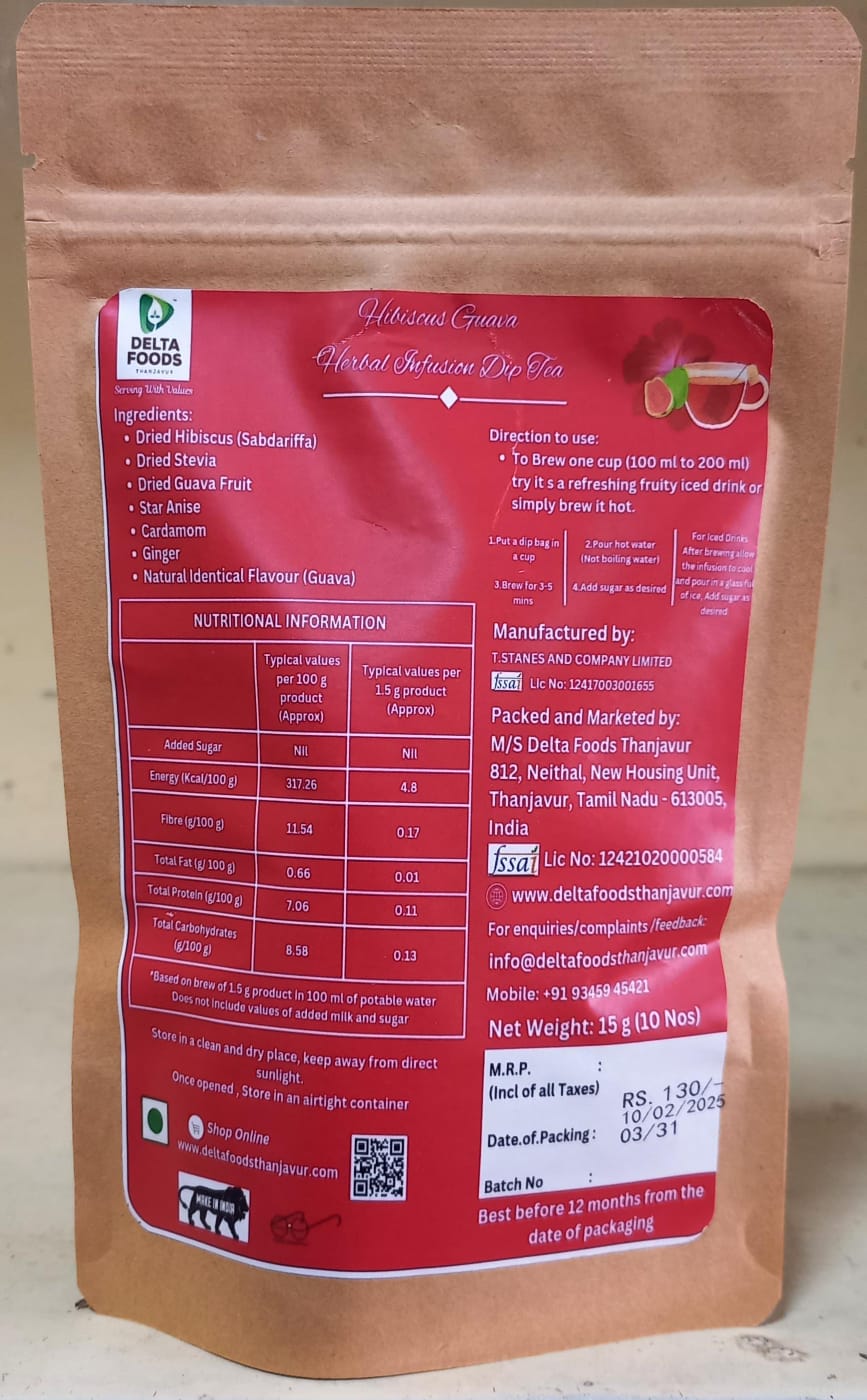 DELTA
FOODS
THANJAVUR
Serving With Values
Hibiscus Guava
Herbal Infusion Dip Tea
Ingredients:
• Dried Hibiscus (Sabdariffa)
• Dried Stevia
• Dried Guava Fruit
• Star Anise
• Cardamom
• Ginger
• Natural Identical Flavour (Guava)
NUTRITIONAL INFORMATION
Typical values
per 100 g
product
(Approx)
Typical values per
1.5 g product
(Approx)
Added Sugar Nil Nil
Energy (Kcal/100 g) 317.26 4.8
Fibre (g/100 g) 11.54 0.17
Total Fat (g/ 100 g) 0.66 0.01
Total Protein (g/100 g) 7.06 0.11
Total Carbohydrates
(g/100 g) 8.58 0.13
*Based on brew of 1.5 g product in 100 ml of potable water
Does not include values of added milk and sugar
Store in a clean and dry place, keep away from direct
sunlight.
Once opened , Store in an airtight container
Shop Online
www.deltafoodsthanjavur.com
MAKE IN INDIA
Direction to use:
• To Brew one cup (100 ml to 200 ml)
try it s a refreshing fruity iced drink or
simply brew it hot.
1.Put a dip bag in
a cup
2.Pour hot water
(Not boiling water)
3.Brew for 3-5
mins
4.Add sugar as desired
For Iced Drinks
After brewing allow
the infusion to cool
and pour in a glass full
of ice, Add sugar as
desired
Manufactured by:
T.STANES AND COMPANY LIMITED
fssai Lic No: 12417003001655
Packed and Marketed by:
M/S Delta Foods Thanjavur
812, Neithal, New Housing Unit,
Thanjavur, Tamil Nadu - 613005,
India
fssai Lic No: 12421020000584
www.deltafoodsthanjavur.com
For enquiries/complaints /feedback:
info@deltafoodsthanjavur.com
Mobile: +91 93459 45421
Net Weight: 15 g (10 Nos)
M.R.P. :
(Incl of all Taxes) RS. 130/-
10/02/2025
Date.of.Packing : 03/31
Batch No :
Best before 12 months from the
date of packaging